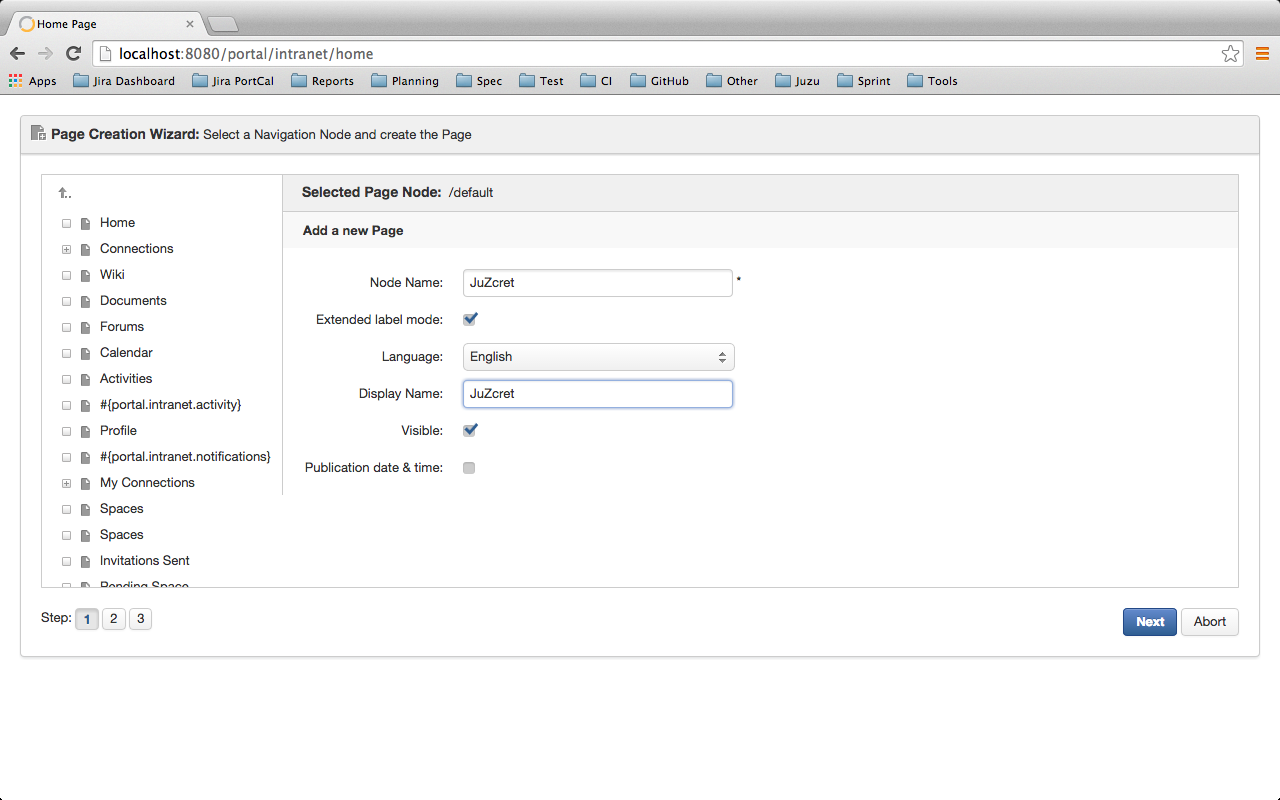 Home Page
localhost:8080/portal/intranet/home
Apps Jira Dashboard Jira PortCal Reports Planning Spec Test CI GitHub Other Juzu Sprint Tools
Page Creation Wizard: Select a Navigation Node and create the Page
..
Home
Connections
Wiki
Documents
Forums
Calendar
Activities
#{portal.intranet.activity}
Profile
#{portal.intranet.notifications}
My Connections
Spaces
Spaces
Invitations Sent
Pending Space
Selected Page Node: /default
Add a new Page
Node Name: JuZcret *
Extended label mode:
Language: English
Display Name: JuZcret
Visible:
Publication date & time:
Step: 1 2 3
Next Abort